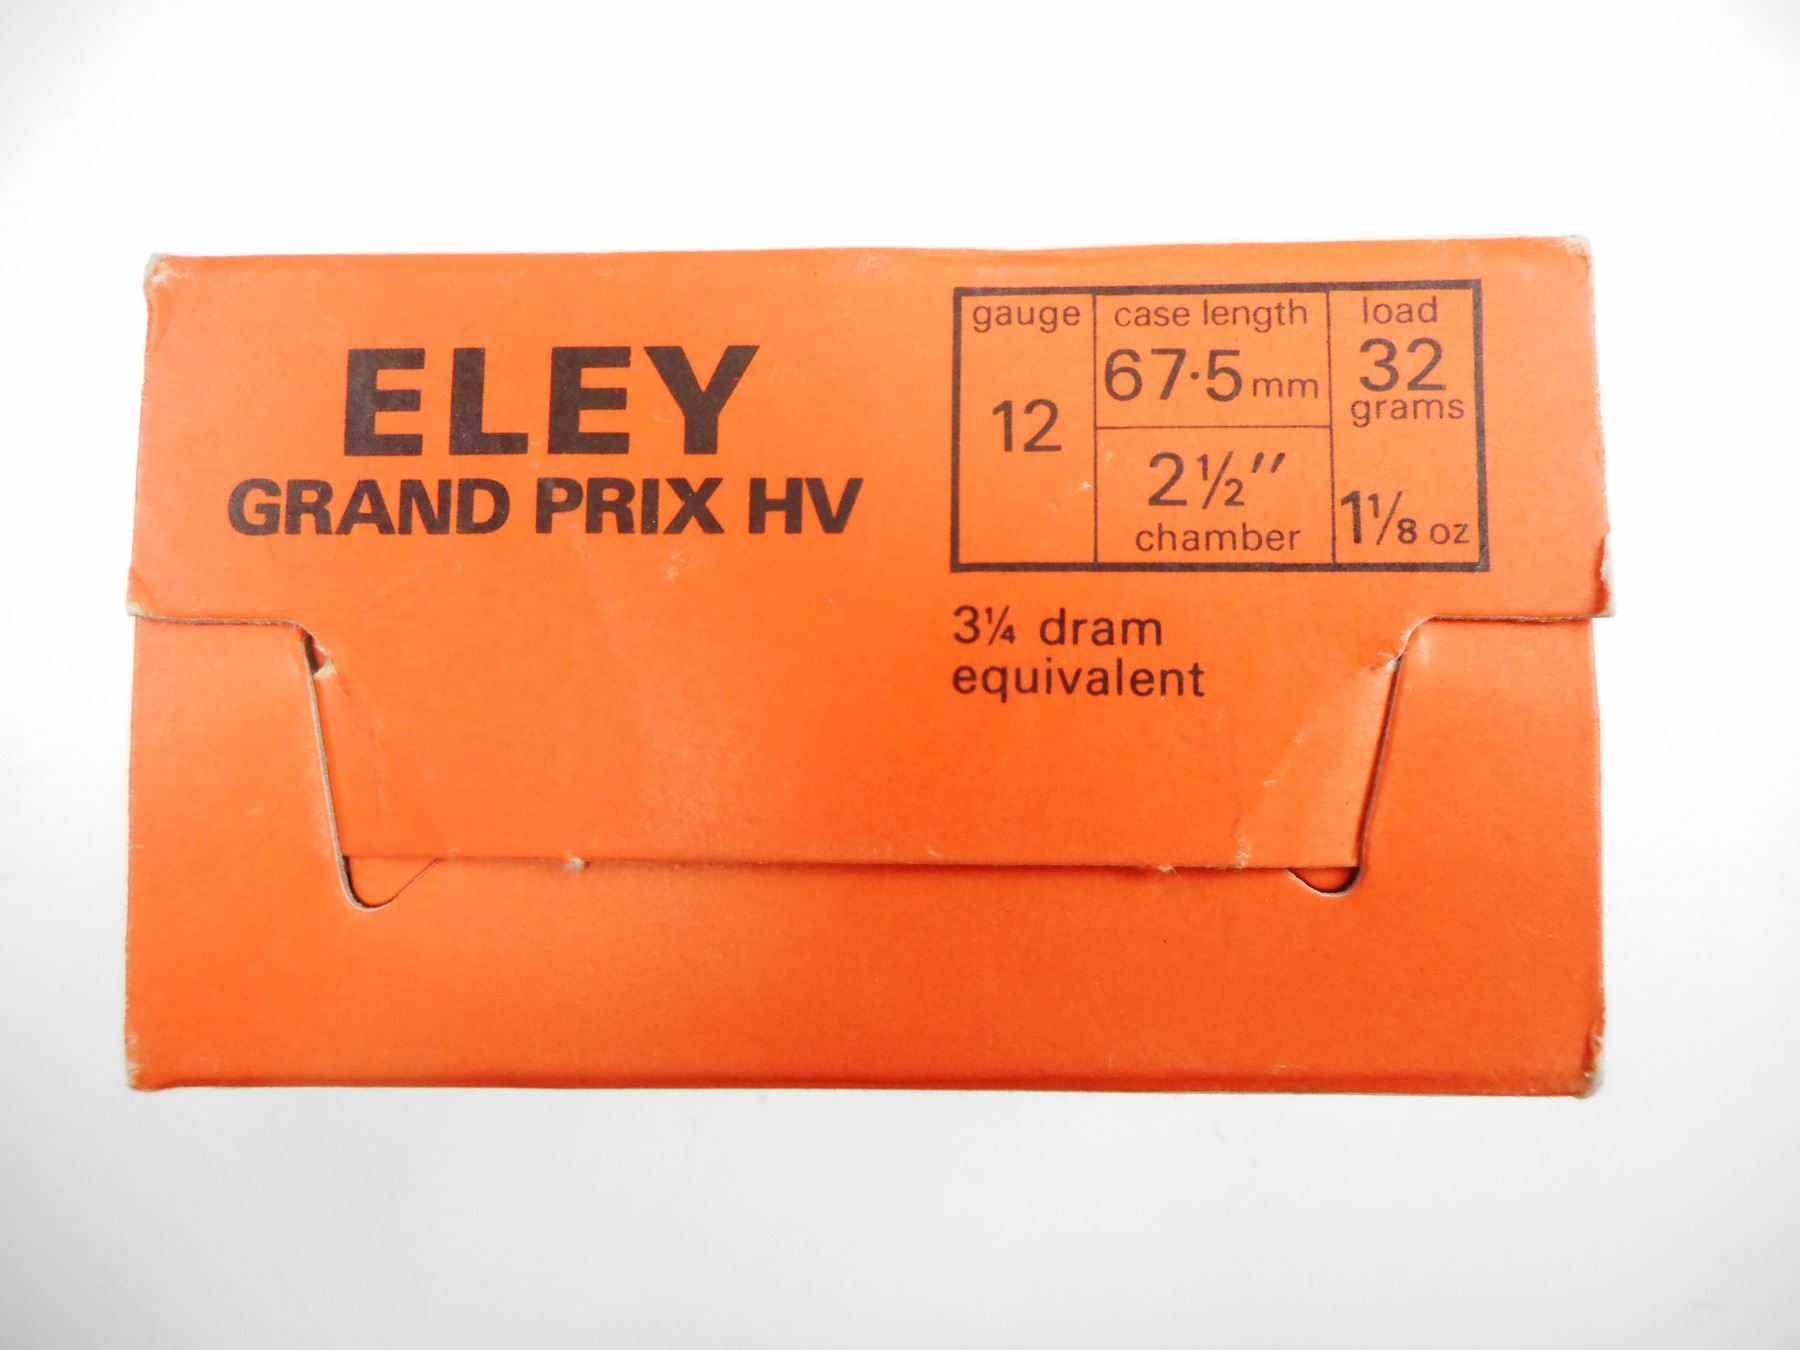 ELEY
GRAND PRIX HV
gauge
12
case length
67·5 mm
2½″
chamber
load
32
grams
1⅛ oz
3¼ dram
equivalent